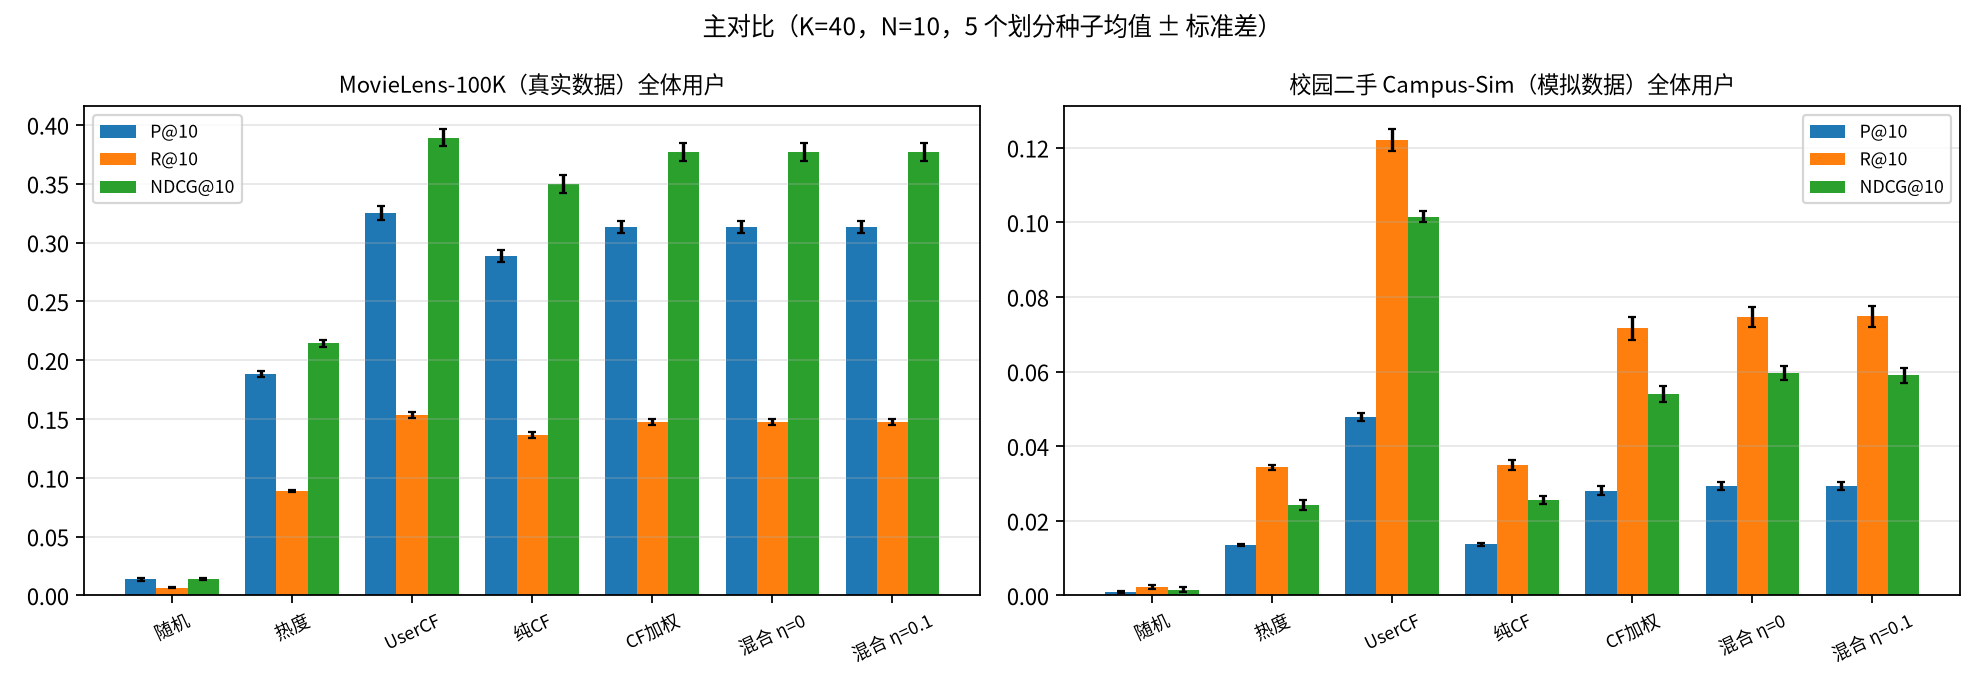 主对比（K=40，N=10，5 个划分种子均值 ± 标准差）
MovieLens-100K（真实数据）全体用户
0.40
0.35
0.30
0.25
0.20
0.15
0.10
0.05
0.00
P@10
R@10
NDCG@10
随机
热度
UserCF
纯CF
CF加权
混合 η=0
混合 η=0.1
校园二手 Campus-Sim（模拟数据）全体用户
0.12
0.10
0.08
0.06
0.04
0.02
0.00
P@10
R@10
NDCG@10
随机
热度
UserCF
纯CF
CF加权
混合 η=0
混合 η=0.1